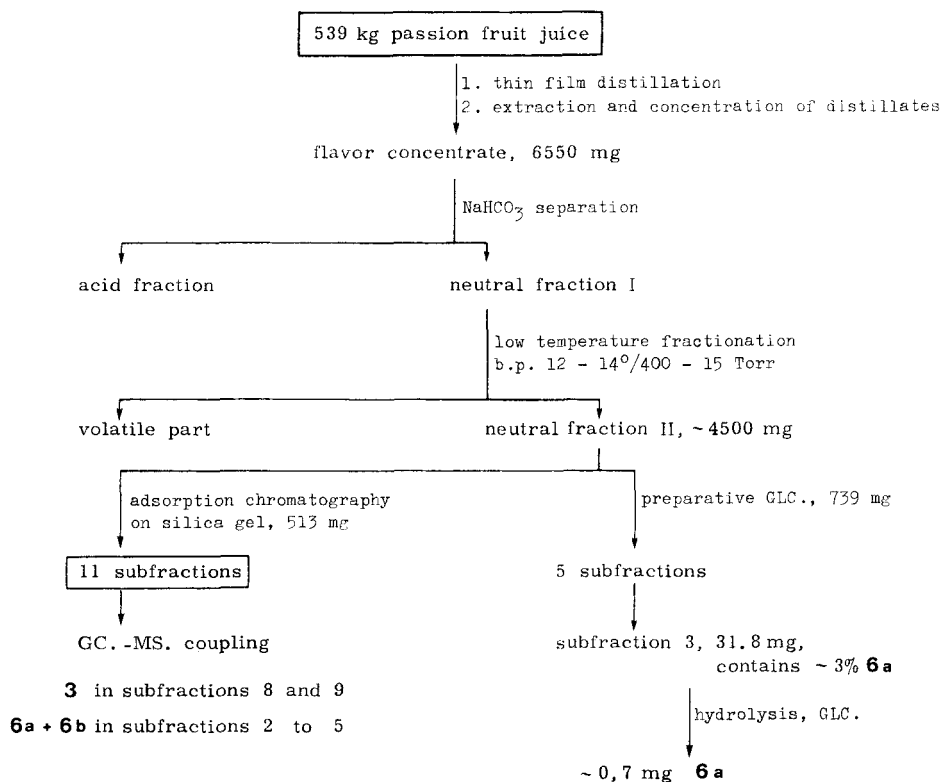 539 kg passion fruit juice
1. thin film distillation
2. extraction and concentration of distillates
flavor concentrate, 6550 mg
NaHCO3 separation
acid fraction
neutral fraction I
low temperature fractionation
b.p. 12 - 14°/400 - 15 Torr
volatile part
neutral fraction II, ~4500 mg
adsorption chromatography
on silica gel, 513 mg
preparative GLC., 739 mg
11 subfractions
5 subfractions
GC.-MS. coupling
subfraction 3, 31.8 mg,
contains ~ 3% 6a
3 in subfractions 8 and 9
6a + 6b in subfractions 2 to 5
hydrolysis, GLC.
~ 0,7 mg 6a